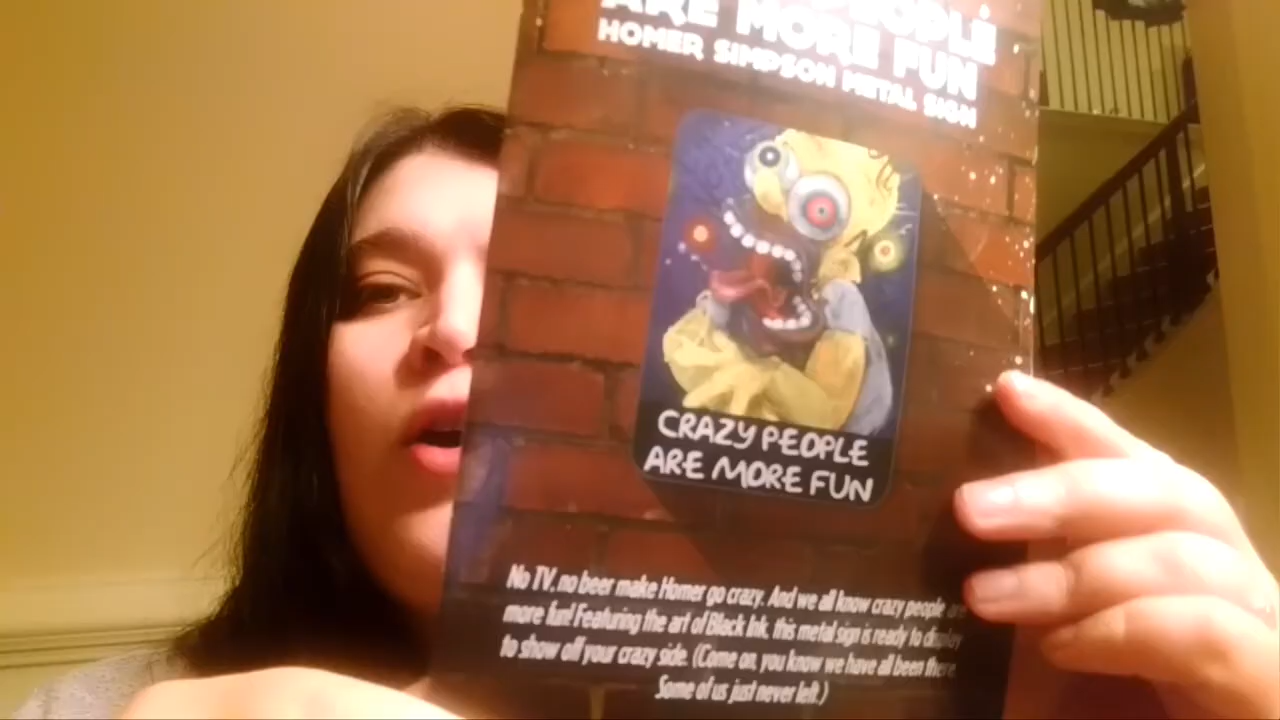 PEOPLE
ARE MORE FUN
HOMER SIMPSON METAL SIGN
CRAZY PEOPLE
ARE MORE FUN
No TV, no beer make Homer go crazy. And we all know crazy people are
more fun! Featuring the art of Black Ink, this metal sign is ready to display
to show off your crazy side. (Come on, you know we have all been there.
Some of us just never left.)